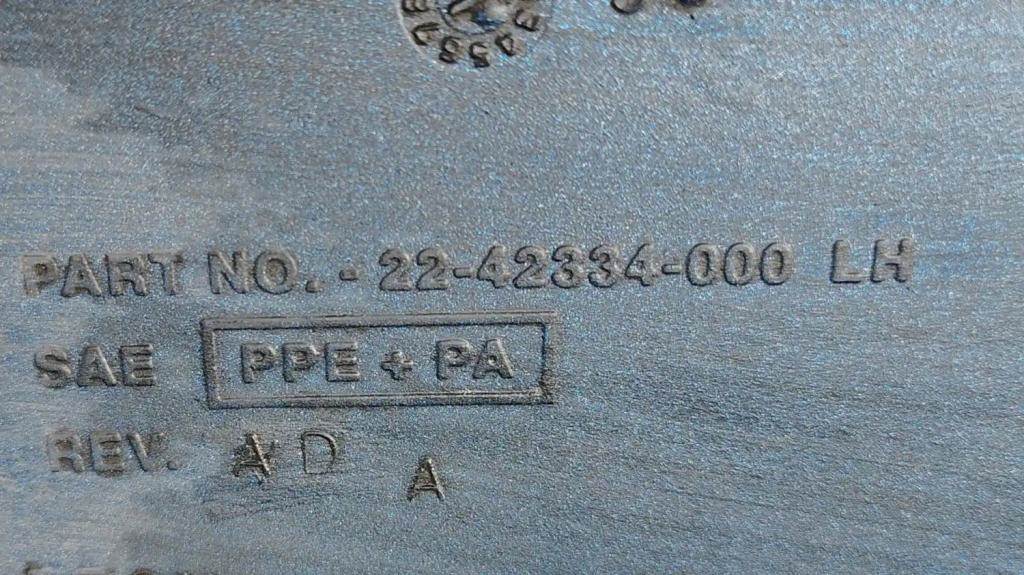 PART NO. - 22-42334-000 LH
SAE PPE + PA
REV. A D
A